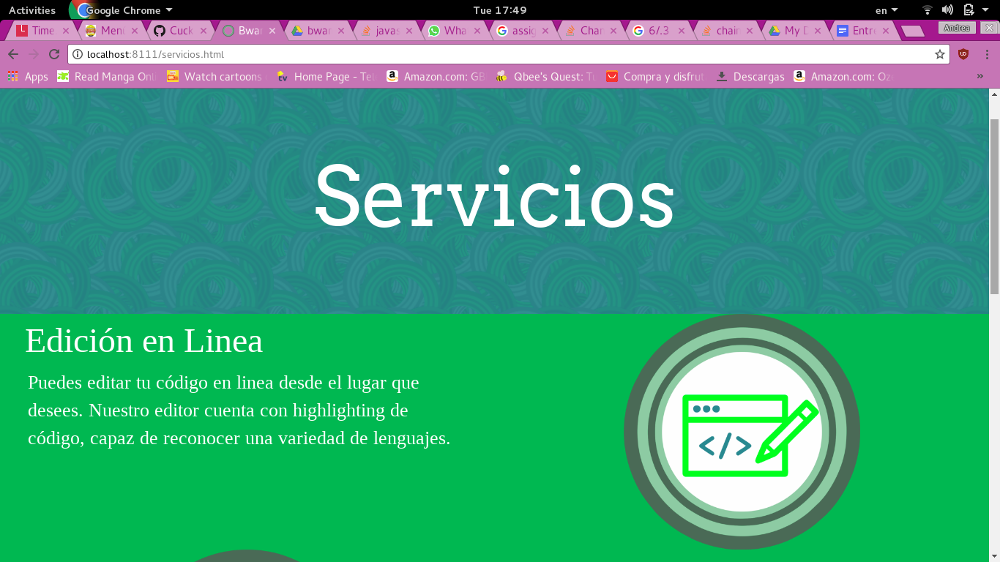 Activities Google Chrome Tue 17:49 en
Time Menú Cuck Bwar bwar javas Wha assig Char 6/.3 chain My D Entre Andrea
localhost:8111/servicios.html
Apps Read Manga Onl Watch cartoons Home Page - Tel Amazon.com: GB Qbee's Quest: Tu Compra y disfrut Descargas Amazon.com: Oz »
Servicios
Edición en Linea
Puedes editar tu código en linea desde el lugar que
desees. Nuestro editor cuenta con highlighting de
código, capaz de reconocer una variedad de lenguajes.
</>